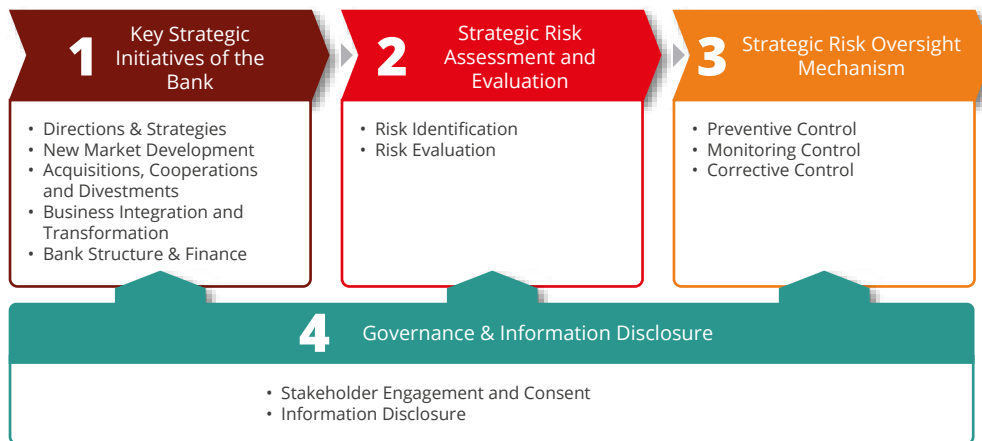 1
Key Strategic
Initiatives of the
Bank
• Directions & Strategies
• New Market Development
• Acquisitions, Cooperations
and Divestments
• Business Integration and
Transformation
• Bank Structure & Finance
2
Strategic Risk
Assessment and
Evaluation
• Risk Identification
• Risk Evaluation
3
Strategic Risk Oversight
Mechanism
• Preventive Control
• Monitoring Control
• Corrective Control
4
Governance & Information Disclosure
• Stakeholder Engagement and Consent
• Information Disclosure